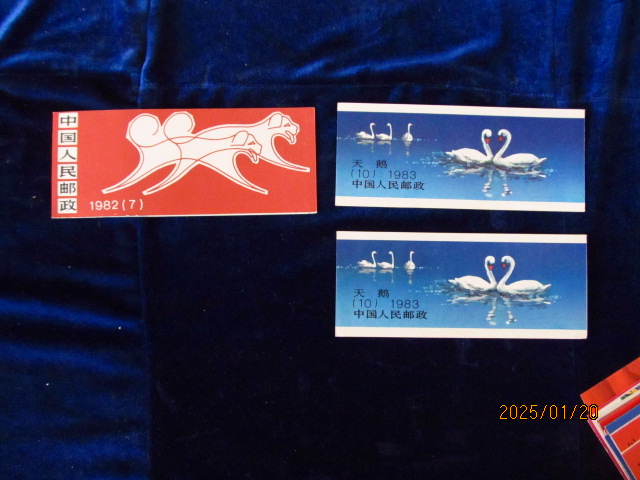 中国人民邮政
1982(7)
天 鹅
(10) 1983
中国人民邮政
天 鹅
(10) 1983
中国人民邮政
2025/01/20